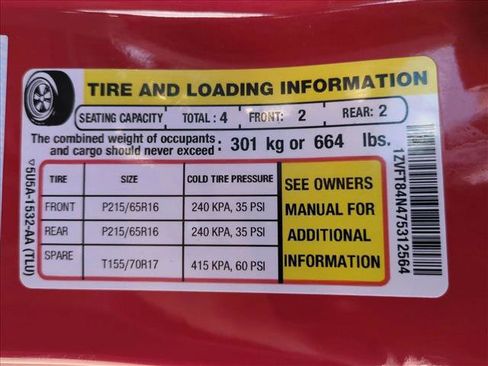 TIRE AND LOADING INFORMATION
SEATING CAPACITY TOTAL : 4 FRONT: 2 REAR: 2
The combined weight of occupants
and cargo should never exceed : 301 kg or 664 lbs.
TIRE SIZE COLD TIRE PRESSURE
FRONT P215/65R16 240 KPA, 35 PSI
REAR P215/65R16 240 KPA, 35 PSI
SPARE T155/70R17 415 KPA, 60 PSI
SEE OWNERS
MANUAL FOR
ADDITIONAL
INFORMATION
5U5A-1532-AA (TLU)
1ZVFT84N475312564